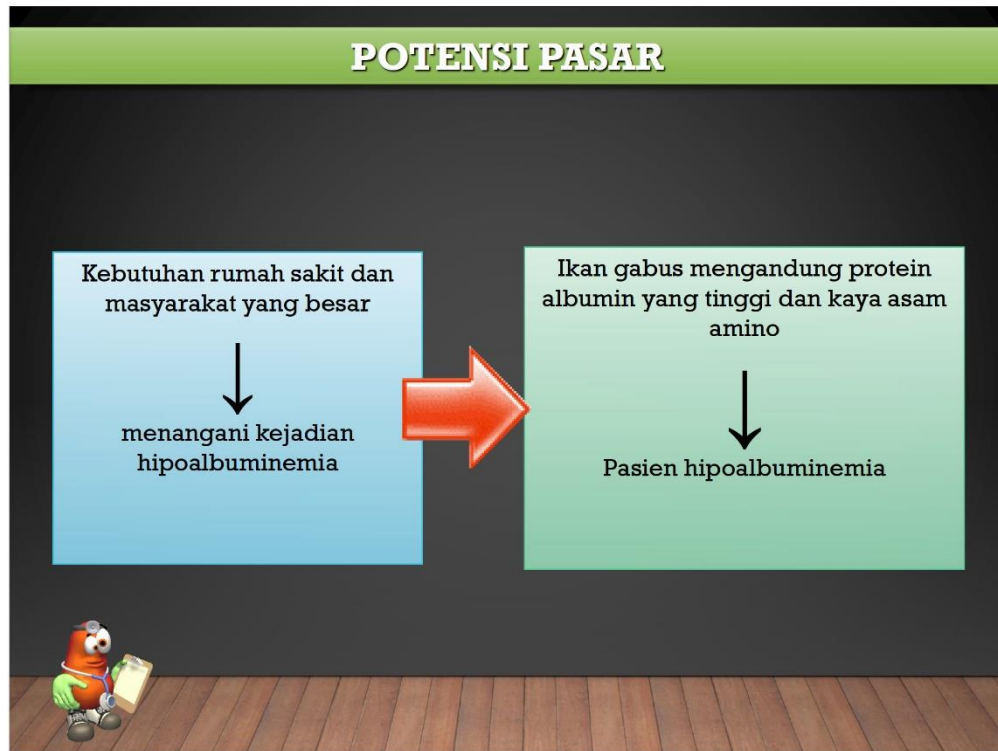 POTENSI PASAR
Kebutuhan rumah sakit dan
masyarakat yang besar
menangani kejadian
hipoalbuminemia
Ikan gabus mengandung protein
albumin yang tinggi dan kaya asam
amino
Pasien hipoalbuminemia